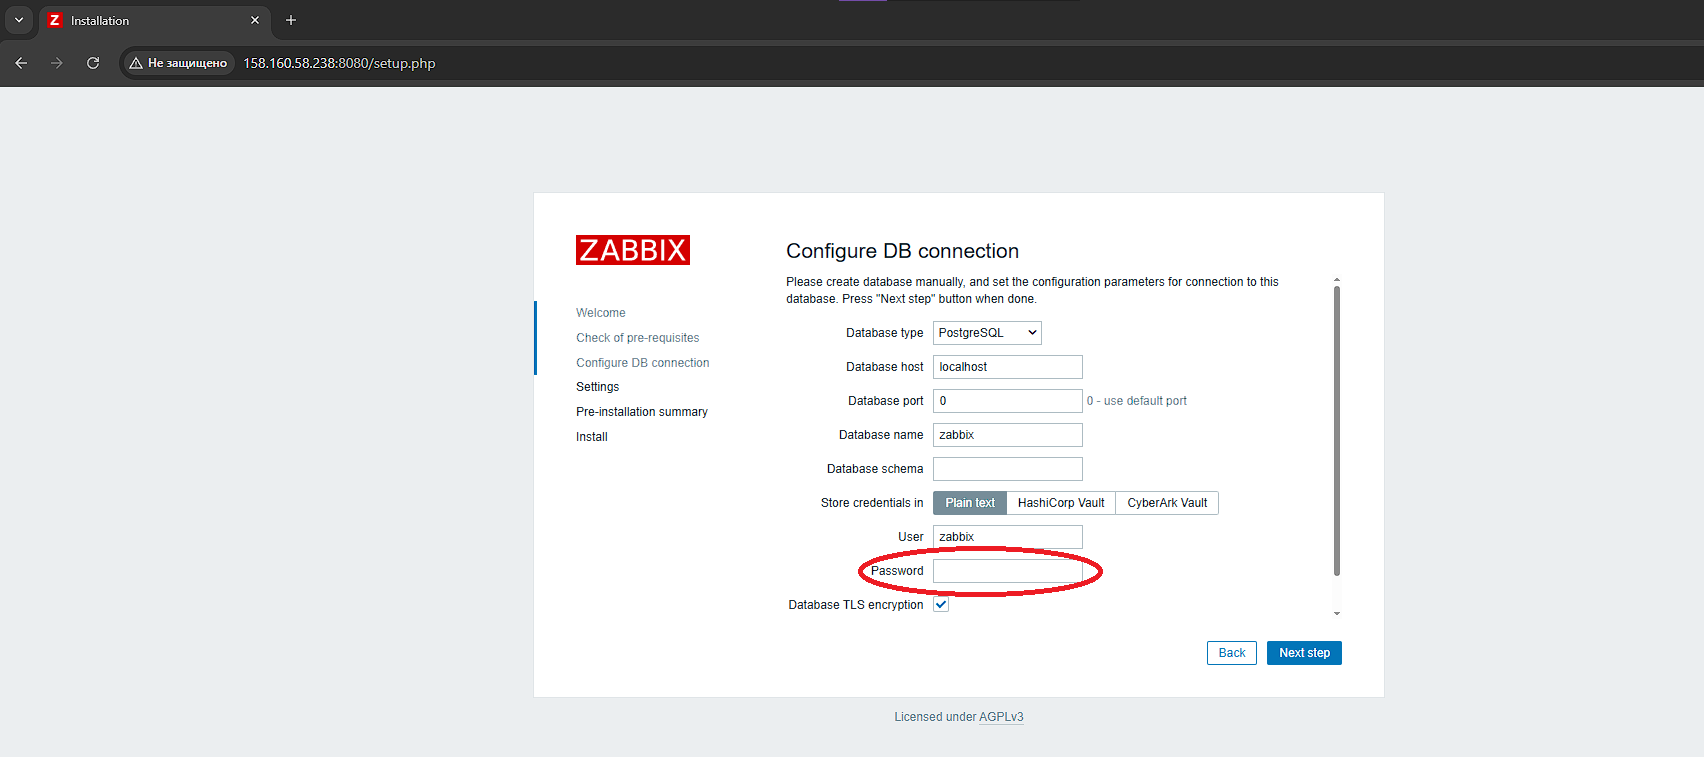 Z Installation
Не защищено 158.160.58.238:8080/setup.php
ZABBIX
Welcome
Check of pre-requisites
Configure DB connection
Settings
Pre-installation summary
Install
Configure DB connection
Please create database manually, and set the configuration parameters for connection to this
database. Press "Next step" button when done.
Database type PostgreSQL
Database host localhost
Database port 0 0 - use default port
Database name zabbix
Database schema
Store credentials in Plain text HashiCorp Vault CyberArk Vault
User zabbix
Password
Database TLS encryption
Back Next step
Licensed under AGPLv3